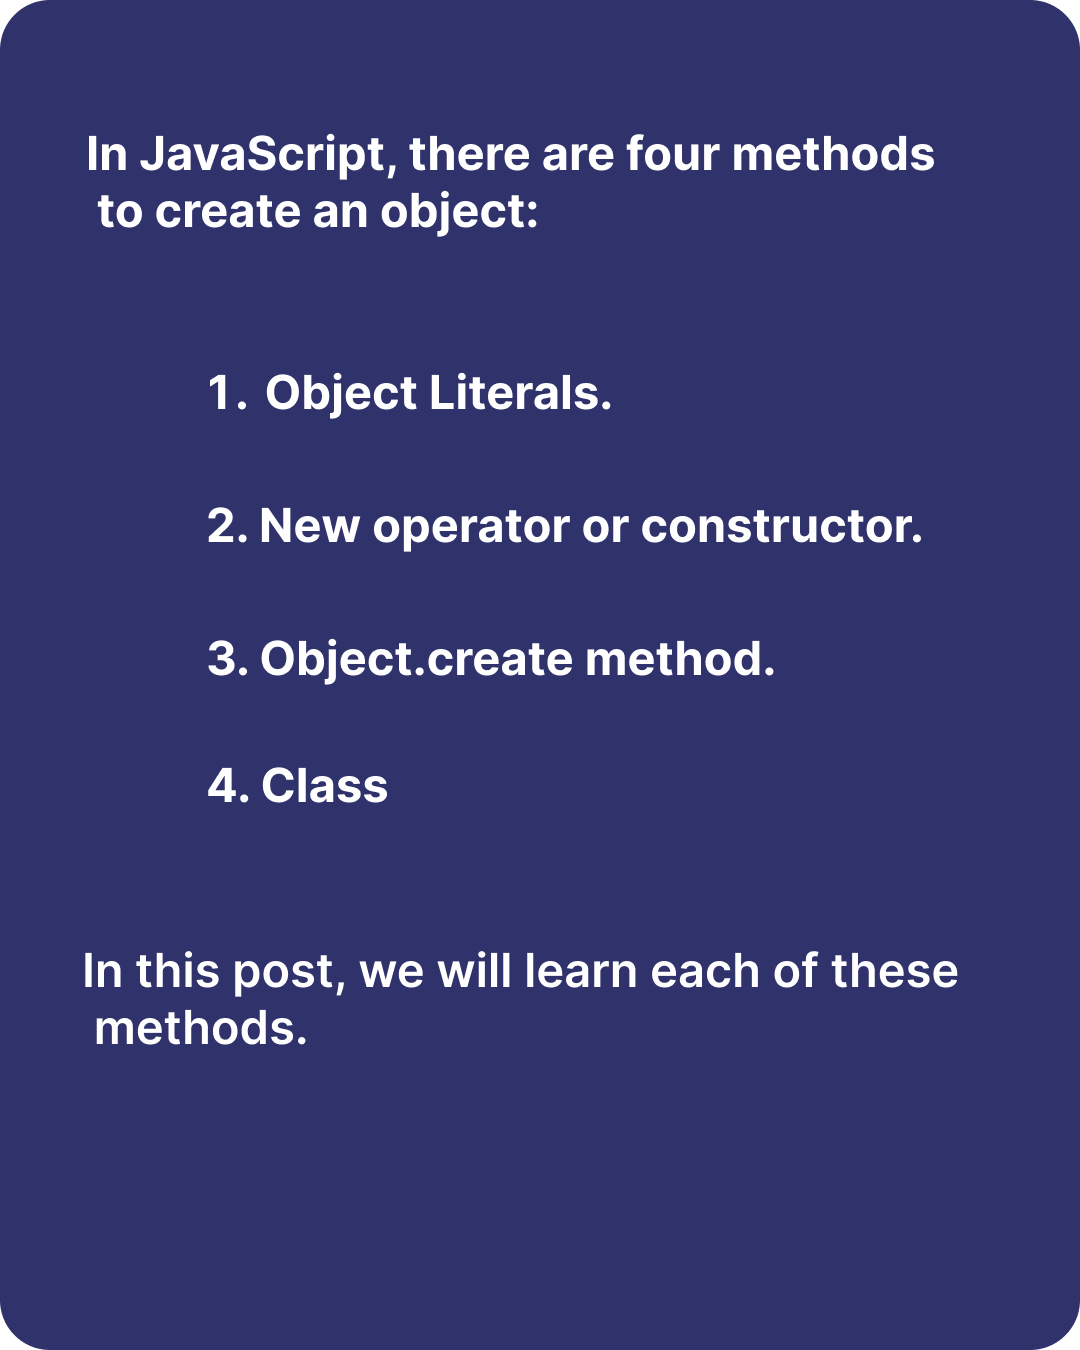 In JavaScript, there are four methods
to create an object:
1. Object Literals.
2. New operator or constructor.
3. Object.create method.
4. Class
In this post, we will learn each of these
methods.